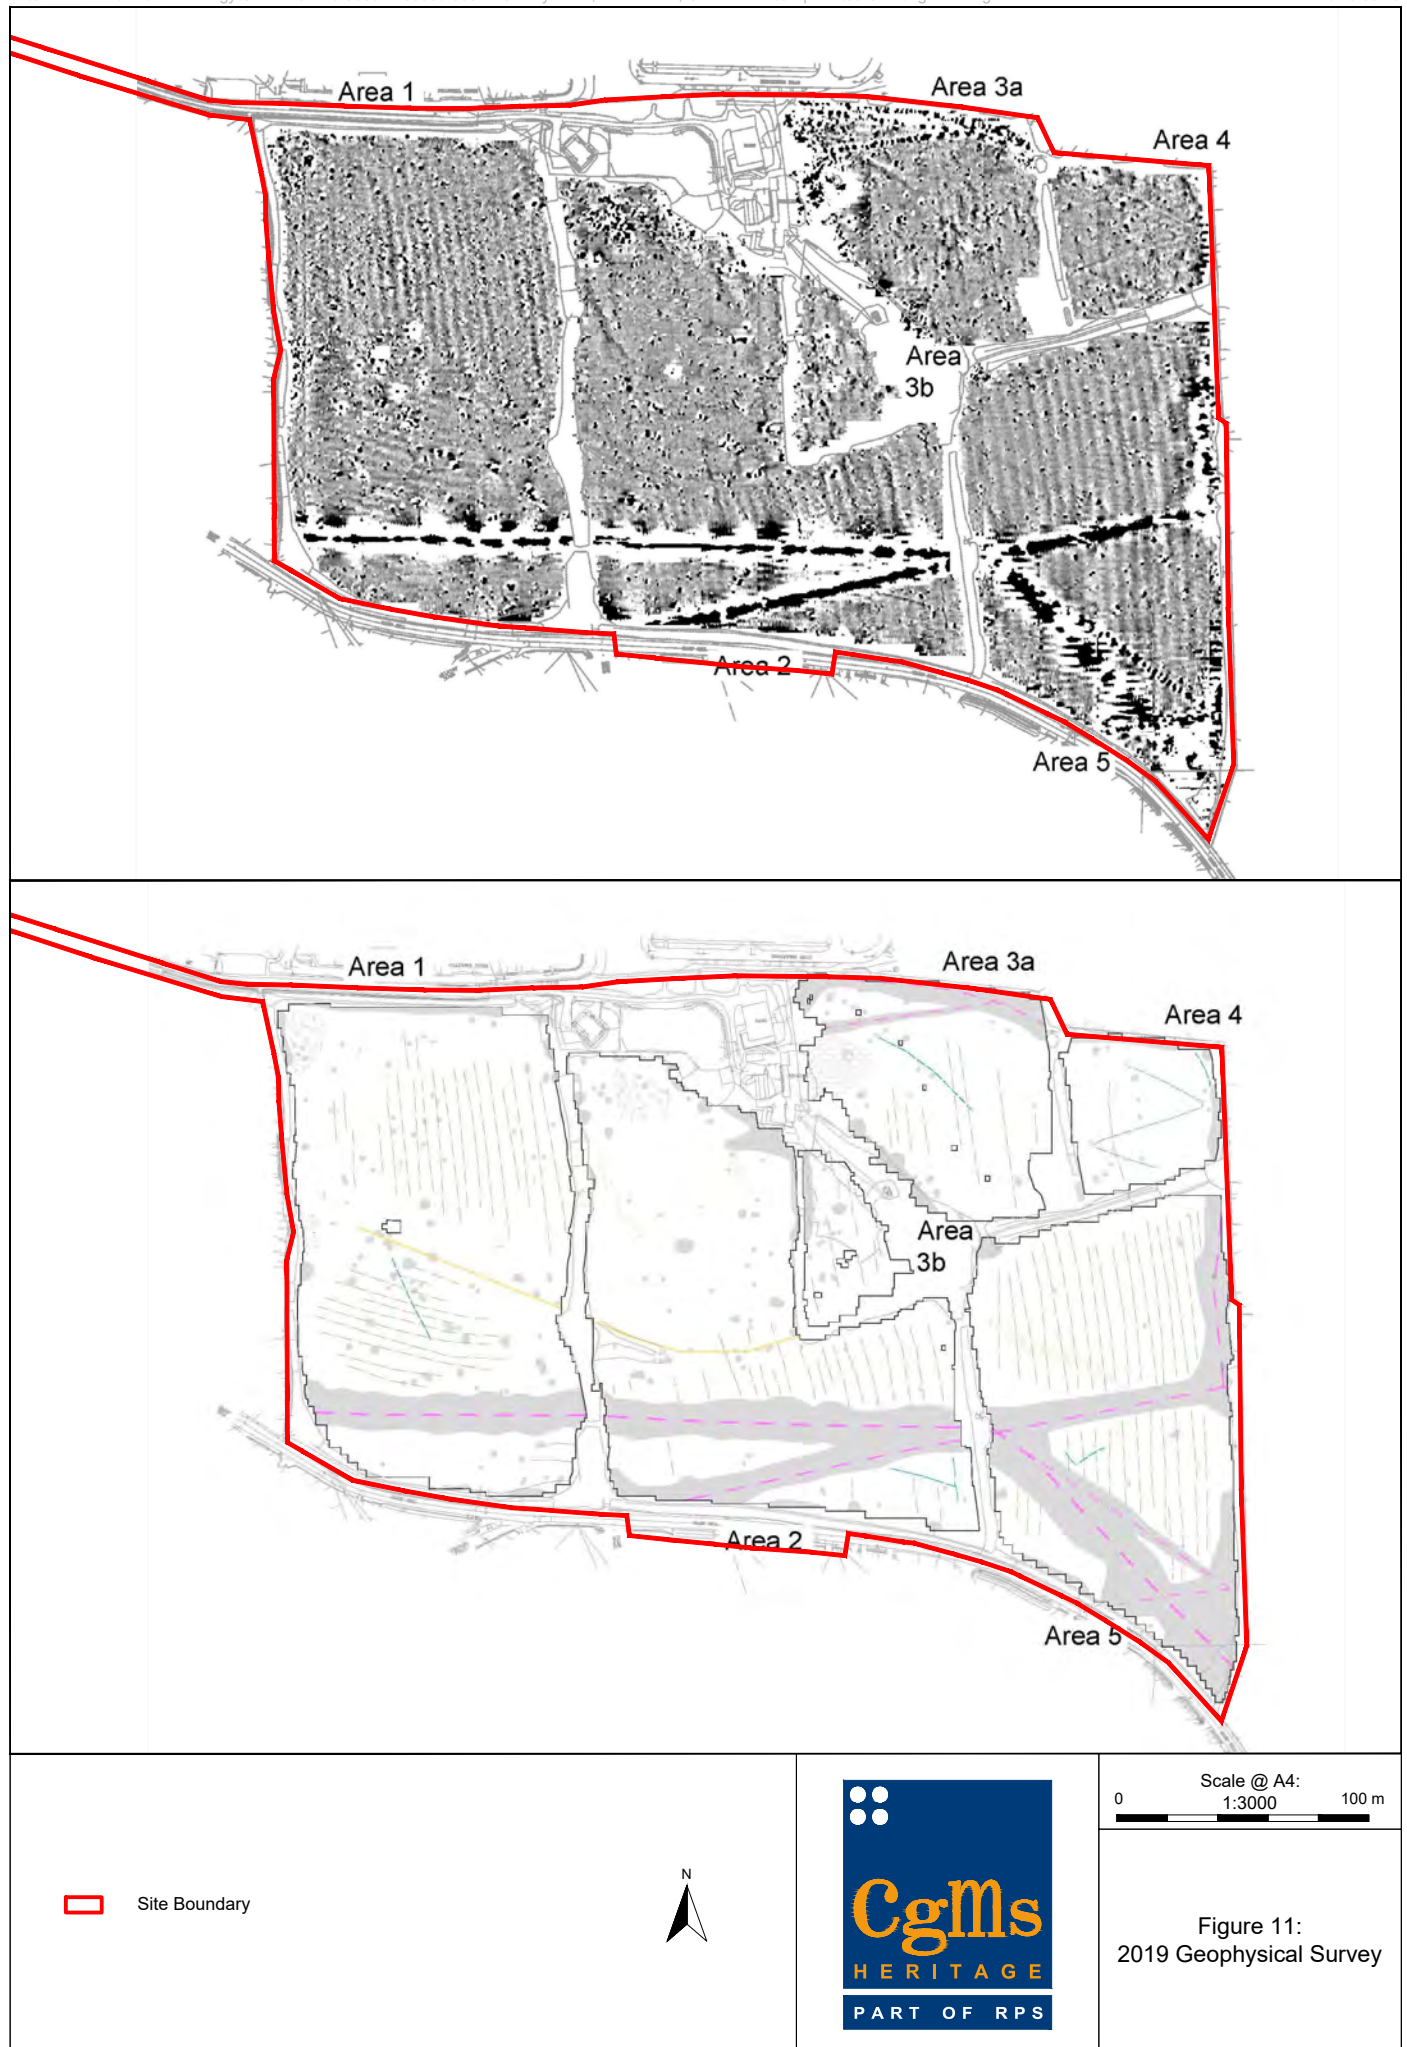 Area 1
Area 3a
Area 4
Area
3b
Area 2
Area 5
Area 1
Area 3a
Area 4
Area
3b
Area 2
Area 5
Site Boundary
N
CgMs
HERITAGE
PART OF RPS
Scale @ A4:
0 1:3000 100 m
Figure 11:
2019 Geophysical Survey